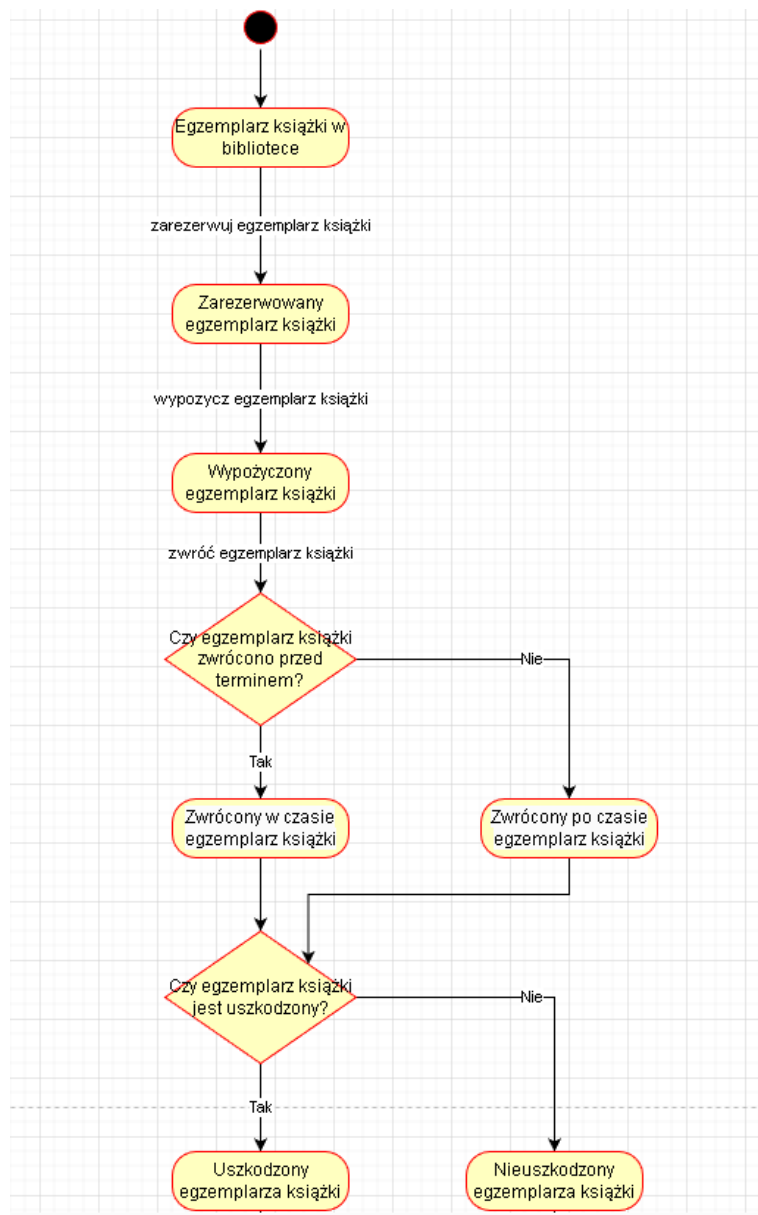 Egzemplarz książki w
bibliotece
zarezerwuj egzemplarz książki
Zarezerwowany
egzemplarz książki
wypozycz egzemplarz książki
Wypożyczony
egzemplarz książki
zwróć egzemplarz książki
Czy egzemplarz książki
zwrócono przed
terminem?
Nie
Tak
Zwrócony w czasie
egzemplarz książki
Zwrócony po czasie
egzemplarz książki
Czy egzemplarz książki
jest uszkodzony?
Nie
Tak
Uszkodzony
egzemplarza książki
Nieuszkodzony
egzemplarza książki